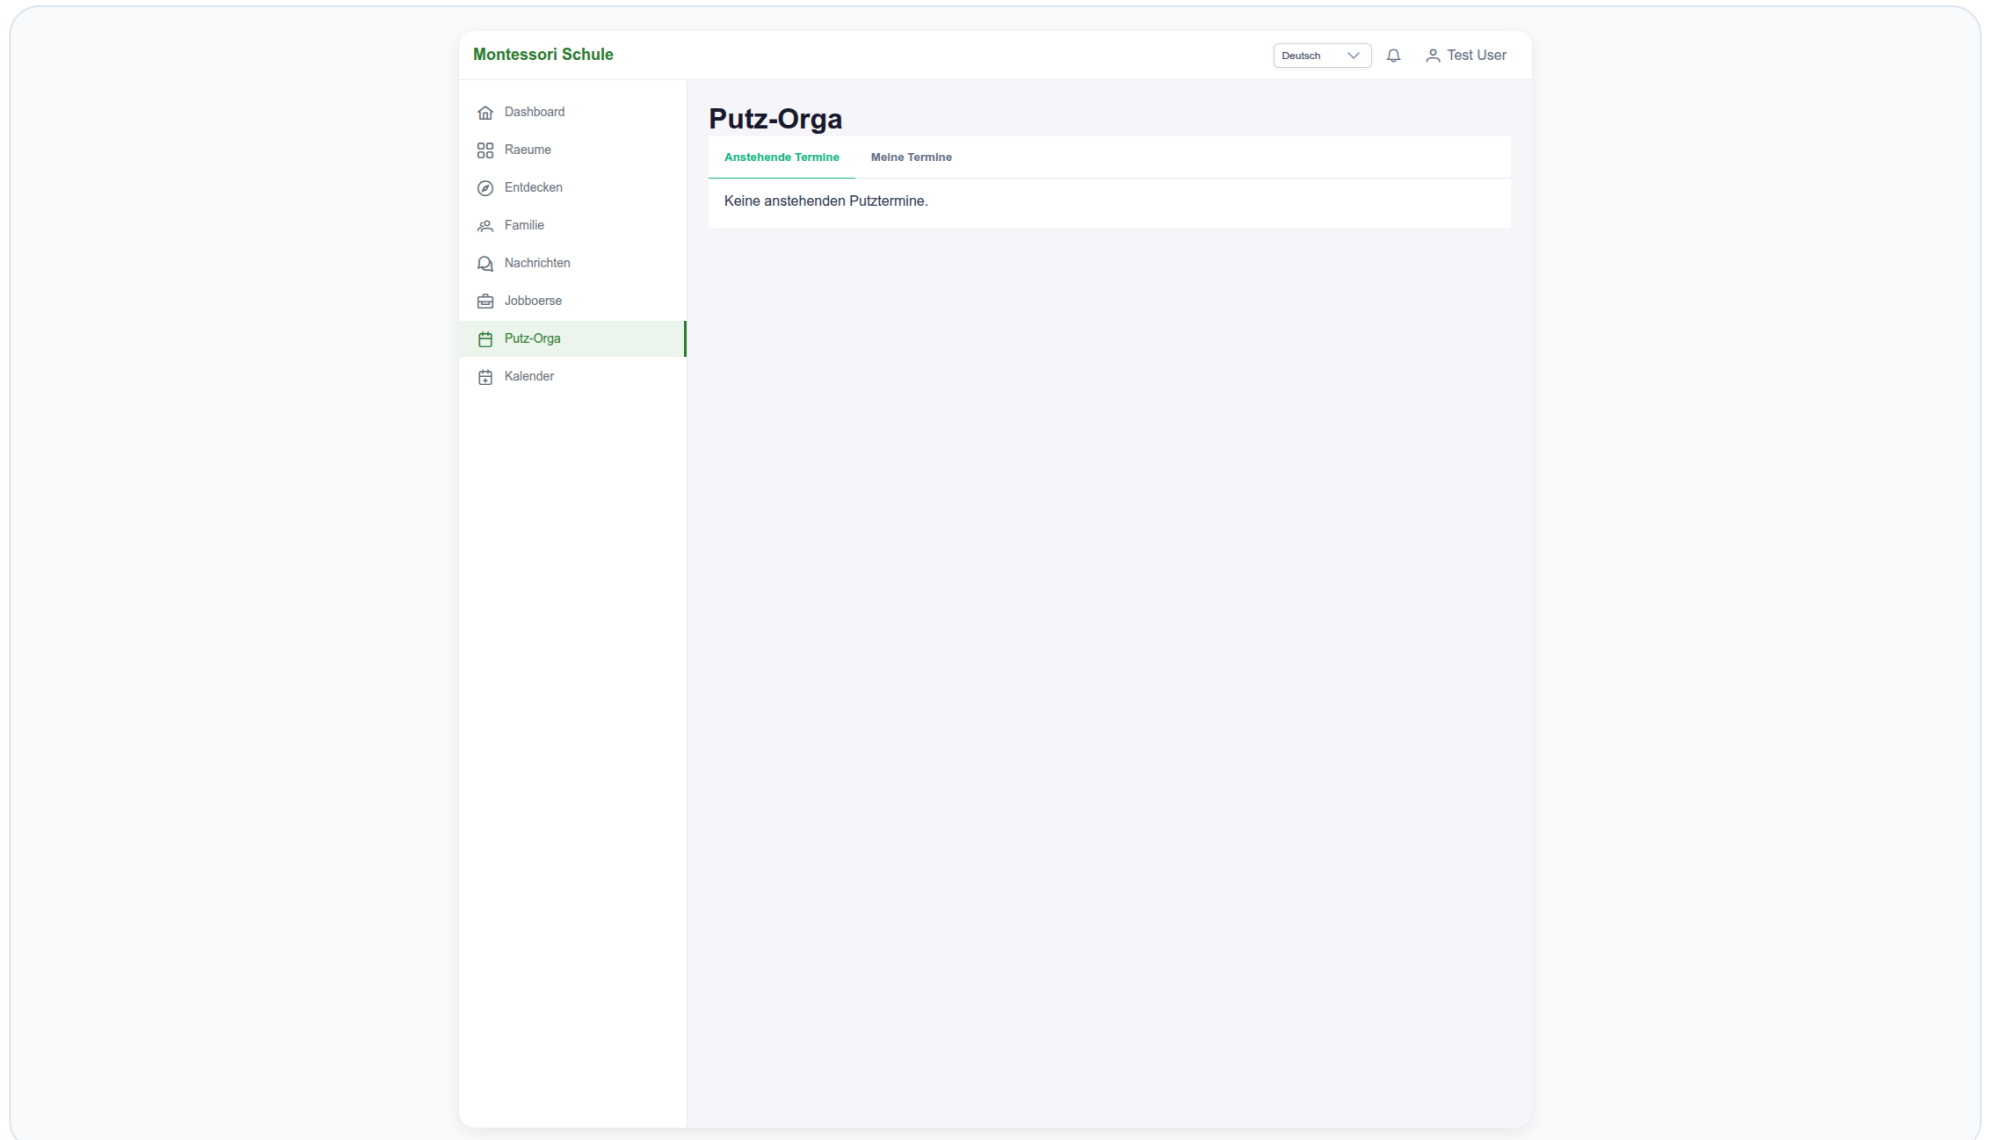 Montessori Schule
Deutsch
Test User
Dashboard
Raeume
Entdecken
Familie
Nachrichten
Jobboerse
Putz-Orga
Kalender
Putz-Orga
Anstehende Termine
Meine Termine
Keine anstehenden Putztermine.